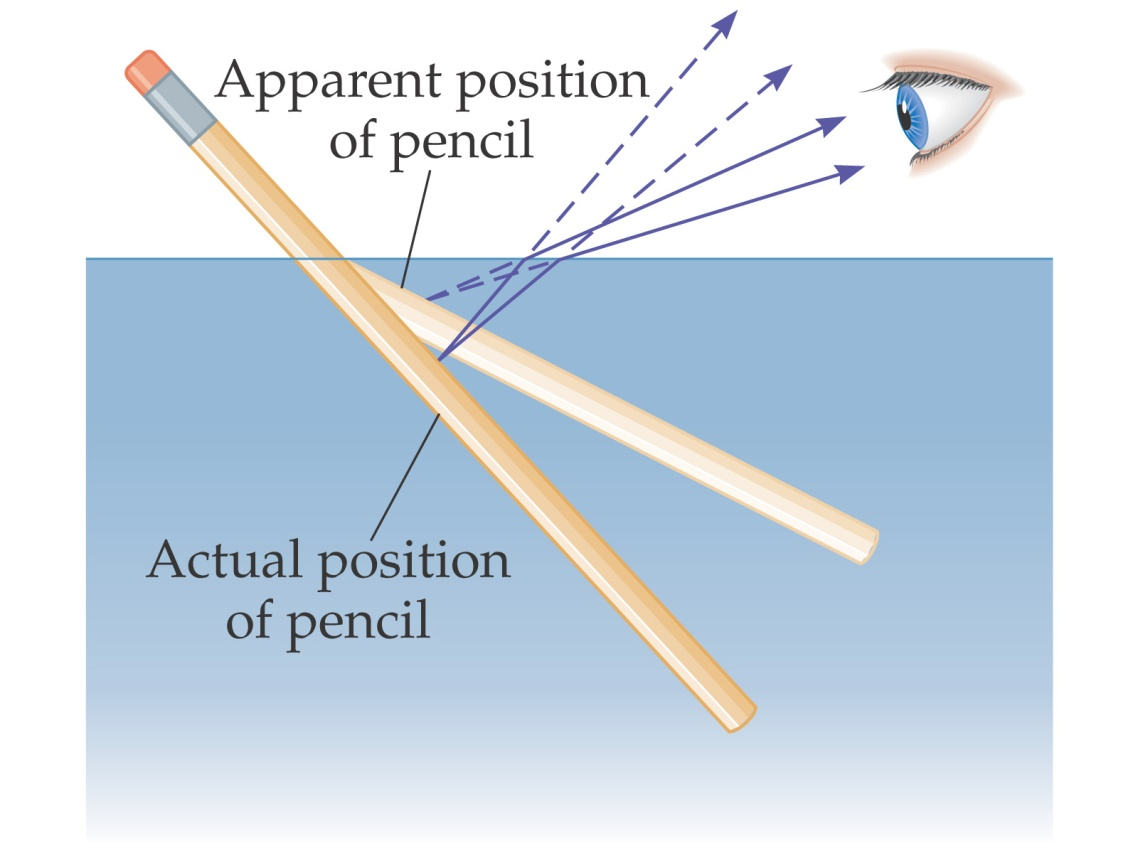 Apparent position
of pencil
Actual position
of pencil